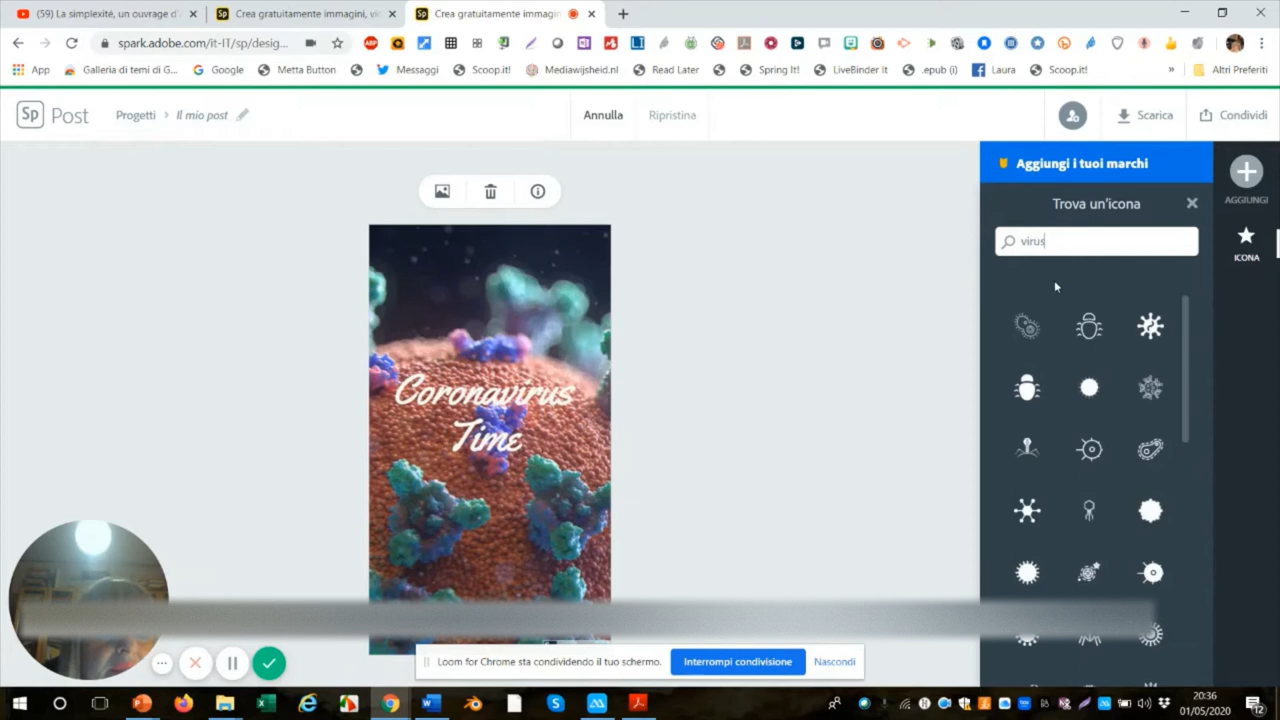 (59) La simplexité, un ouvrage d'
Crea gratuitamente immagini, vi
Crea gratuitamente immagin
spark.adobe.com/it-IT/sp/desig...
App
Galleria di temi di G...
Google
Metta Button
Messaggi
Scoop.it!
Mediawijsheid.nl
Read Later
Spring It!
LiveBinder It
.epub (i)
Laura
Scoop.it!
»
Altri Preferiti
Sp Post
Progetti > Il mio post
Annulla
Ripristina
Scarica
Condividi
Aggiungi i tuoi marchi
Trova un'icona
virus
AGGIUNGI
ICONA
Coronavirus
Time
Loom for Chrome sta condividendo il tuo schermo.
Interrompi condivisione
Nascondi
20:36
01/05/2020
12